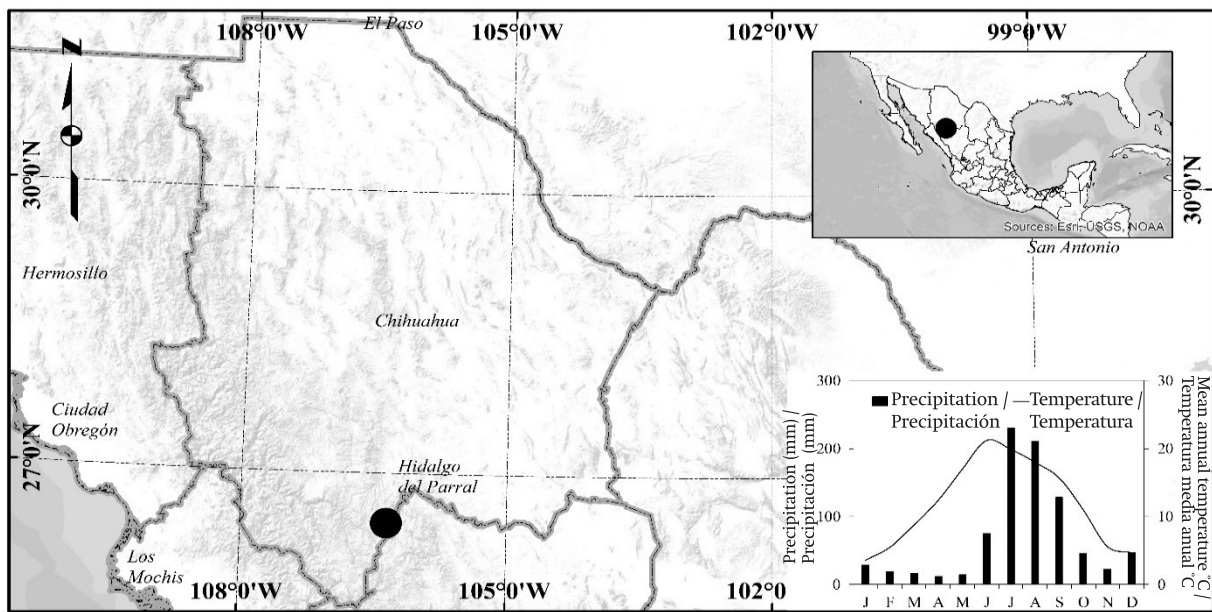 108°0'W 105°0'W 102°0'W 99°0'W
El Paso
Z
30°0'N
30°0'N
Sources: Esri, USGS, NOAA
San Antonio
Hermosillo
Chihuahua
Ciudad
Obregón
27°0'N
Hidalgo
del Parral
Los
Mochis
108°0'W 105°0'W 102°0'
300 30
Precipitation / Temperature /
Precipitación Temperatura
200 20
100 10
0 0
J F M A M J J A S O N D
Precipitation (mm) /
Precipitación (mm)
Mean annual temperature °C /
Temperatura media anual °C